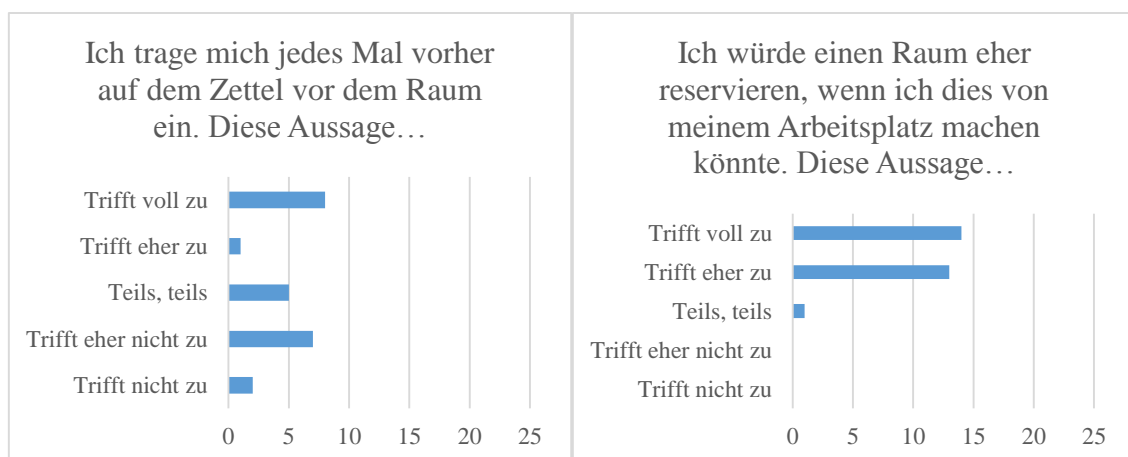 Ich trage mich jedes Mal vorher
auf dem Zettel vor dem Raum
ein. Diese Aussage…
Trifft voll zu
Trifft eher zu
Teils, teils
Trifft eher nicht zu
Trifft nicht zu
0 5 10 15 20 25
Ich würde einen Raum eher
reservieren, wenn ich dies von
meinem Arbeitsplatz machen
könnte. Diese Aussage…
Trifft voll zu
Trifft eher zu
Teils, teils
Trifft eher nicht zu
Trifft nicht zu
0 5 10 15 20 25